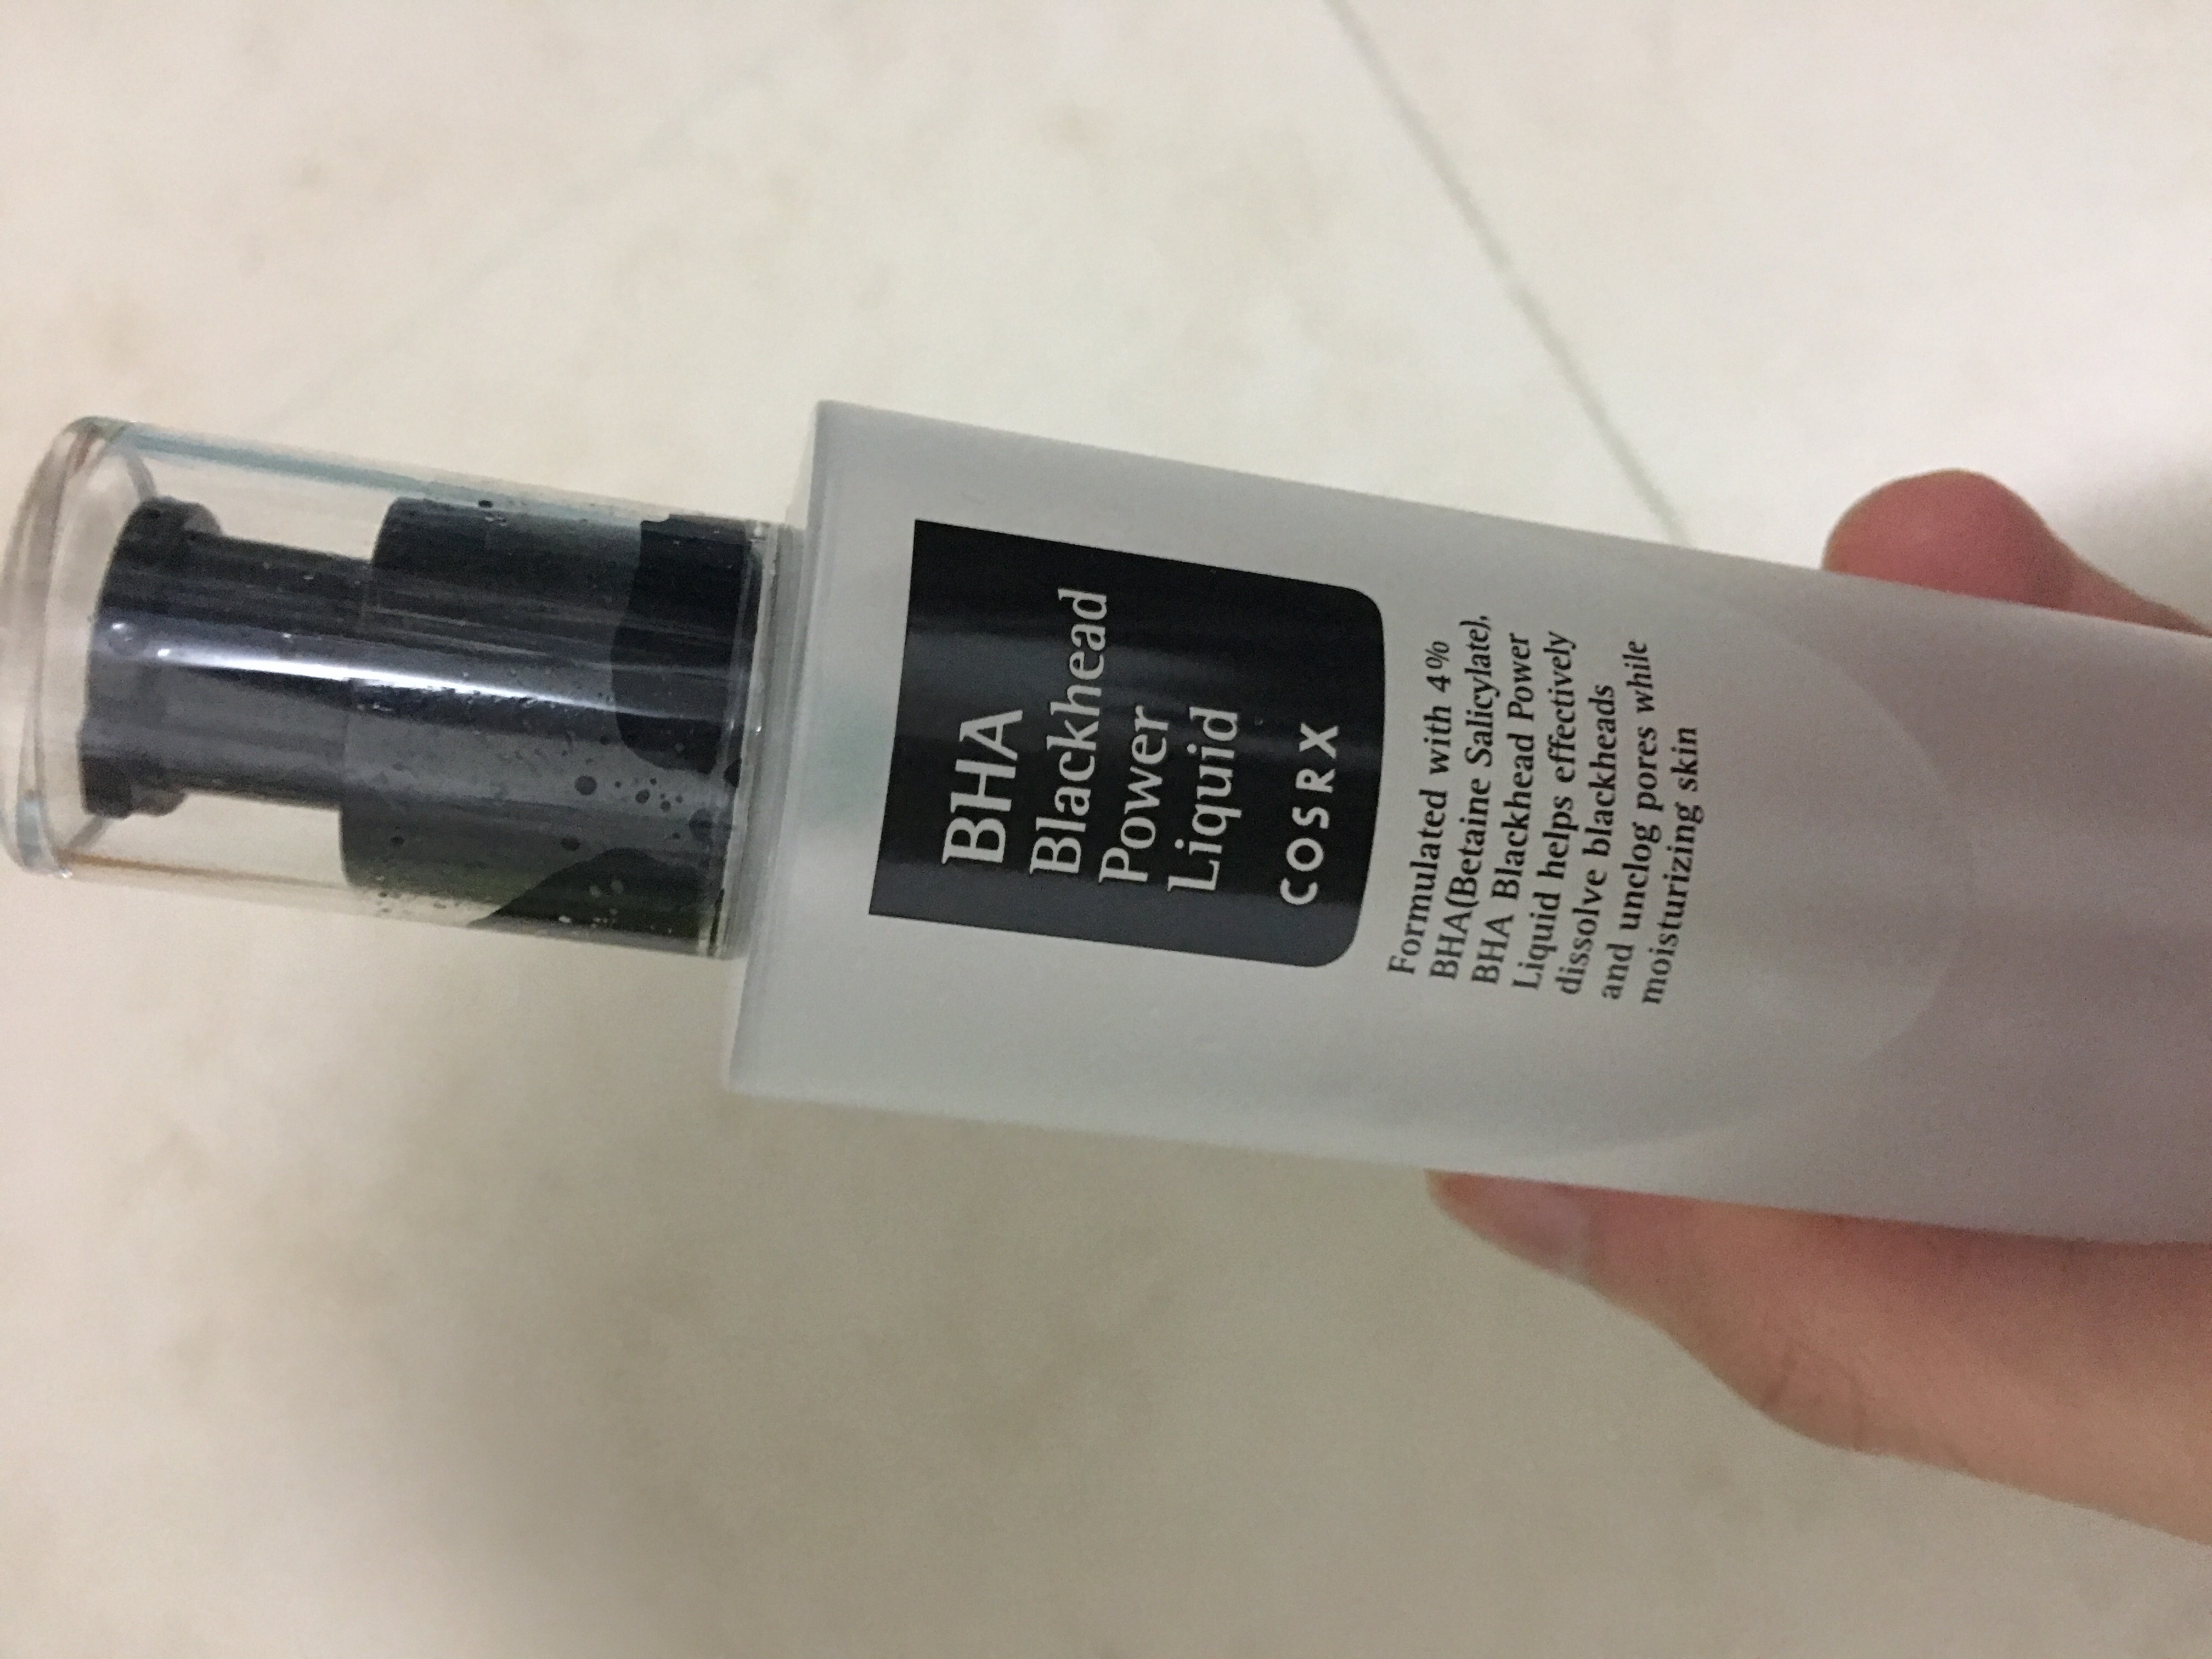 BHA
Blackhead
Power
Liquid
COSRX
Formulated with 4%
BHA(Betaine Salicylate),
BHA Blackhead Power
Liquid helps effectively
dissolve blackheads
and unclog pores while
moisturizing skin